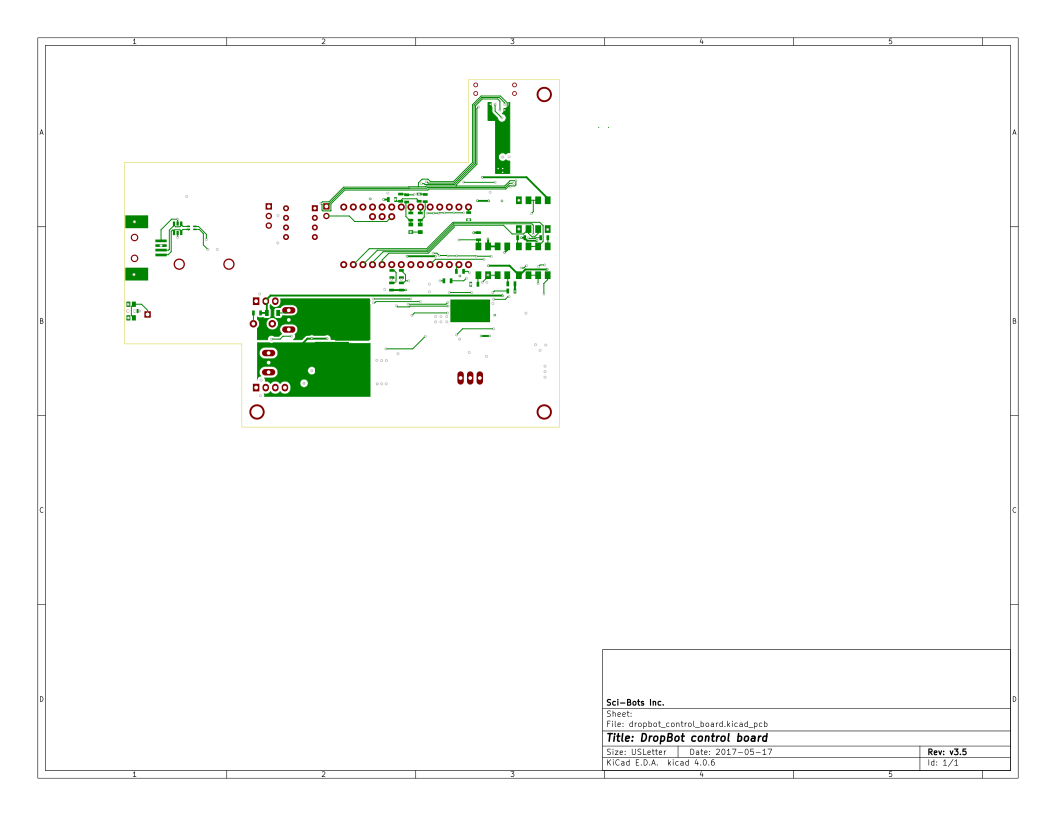 1 2 3 4 5
A A
B B
C C
D D
Sci-Bots Inc.
Sheet:
File: dropbot_control_board.kicad_pcb
Title: DropBot control board
Size: USLetter Date: 2017-05-17 Rev: v3.5
KiCad E.D.A. kicad 4.0.6 Id: 1/1
1 2 3 4 5